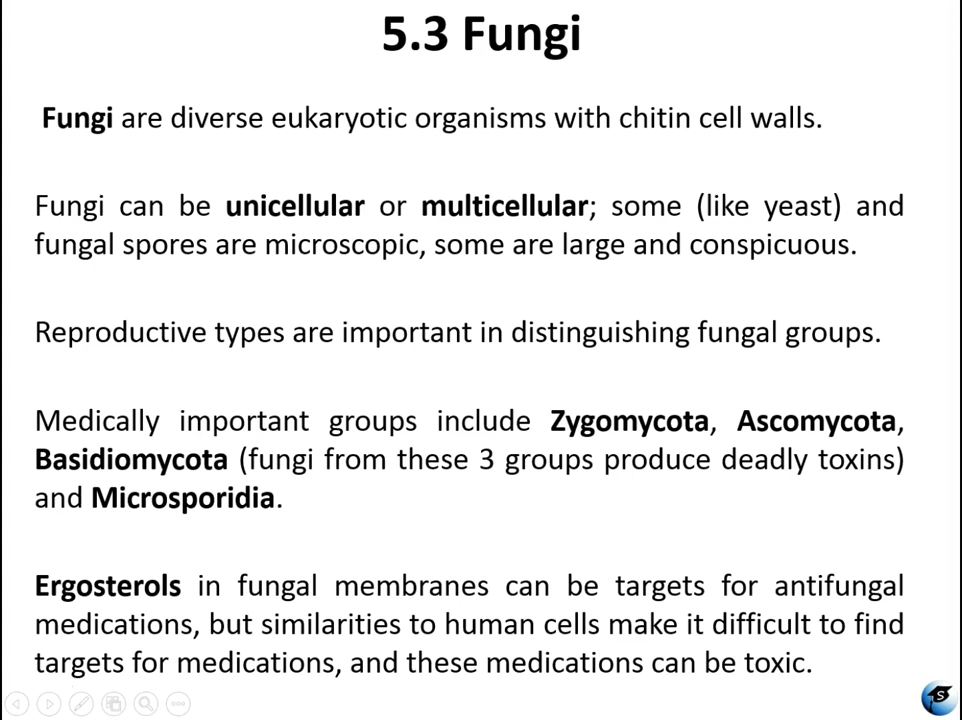 5.3 Fungi
Fungi are diverse eukaryotic organisms with chitin cell walls.
Fungi can be unicellular or multicellular; some (like yeast) and
fungal spores are microscopic, some are large and conspicuous.
Reproductive types are important in distinguishing fungal groups.
Medically important groups include Zygomycota, Ascomycota,
Basidiomycota (fungi from these 3 groups produce deadly toxins)
and Microsporidia.
Ergosterols in fungal membranes can be targets for antifungal
medications, but similarities to human cells make it difficult to find
targets for medications, and these medications can be toxic.
S